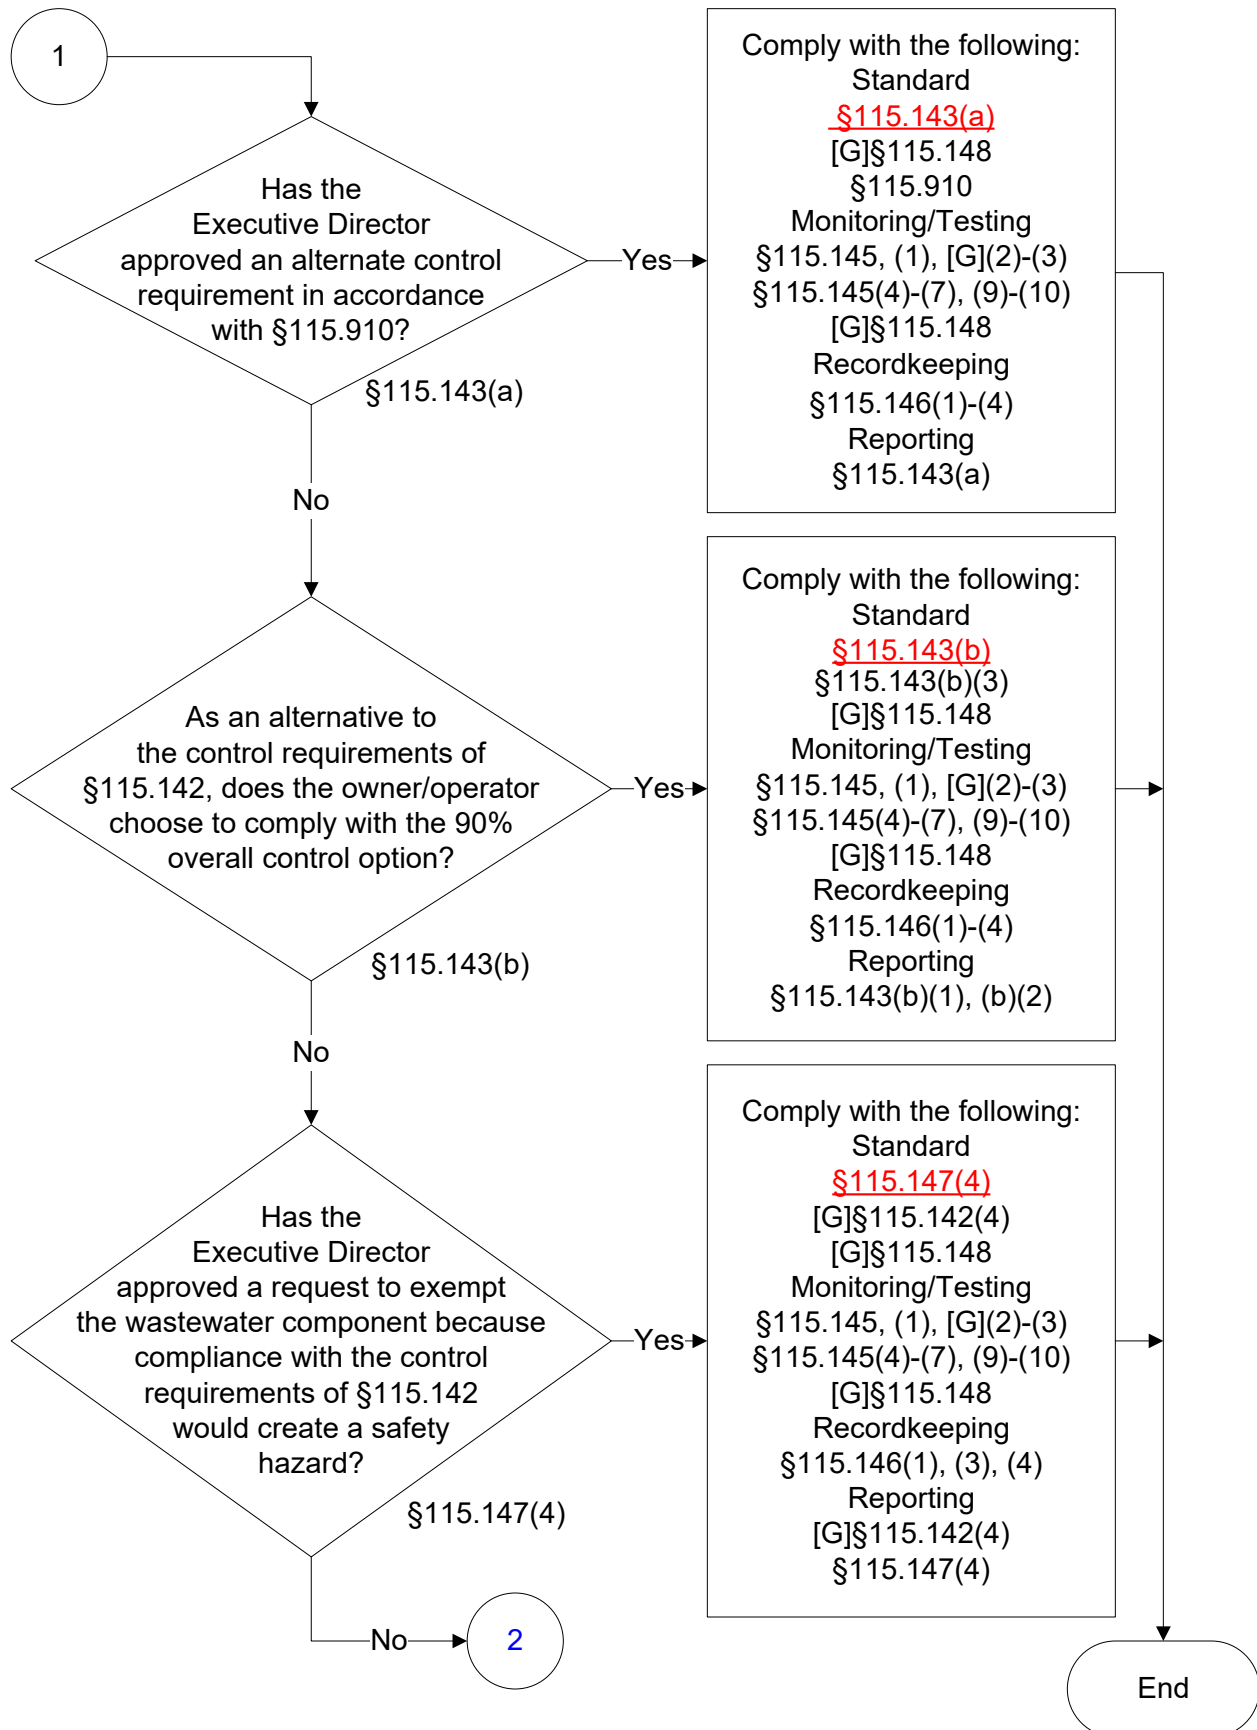 1
Has the
Executive Director
approved an alternate control
requirement in accordance
with §115.910?
§115.143(a)
Yes
Comply with the following:
Standard
§115.143(a)
[G]§115.148
§115.910
Monitoring/Testing
§115.145, (1), [G](2)-(3)
§115.145(4)-(7), (9)-(10)
[G]§115.148
Recordkeeping
§115.146(1)-(4)
Reporting
§115.143(a)
No
As an alternative to
the control requirements of
§115.142, does the owner/operator
choose to comply with the 90%
overall control option?
§115.143(b)
Yes
Comply with the following:
Standard
§115.143(b)
§115.143(b)(3)
[G]§115.148
Monitoring/Testing
§115.145, (1), [G](2)-(3)
§115.145(4)-(7), (9)-(10)
[G]§115.148
Recordkeeping
§115.146(1)-(4)
Reporting
§115.143(b)(1), (b)(2)
No
Has the
Executive Director
approved a request to exempt
the wastewater component because
compliance with the control
requirements of §115.142
would create a safety
hazard?
§115.147(4)
Yes
Comply with the following:
Standard
§115.147(4)
[G]§115.142(4)
[G]§115.148
Monitoring/Testing
§115.145, (1), [G](2)-(3)
§115.145(4)-(7), (9)-(10)
[G]§115.148
Recordkeeping
§115.146(1), (3), (4)
Reporting
[G]§115.142(4)
§115.147(4)
No
2
End